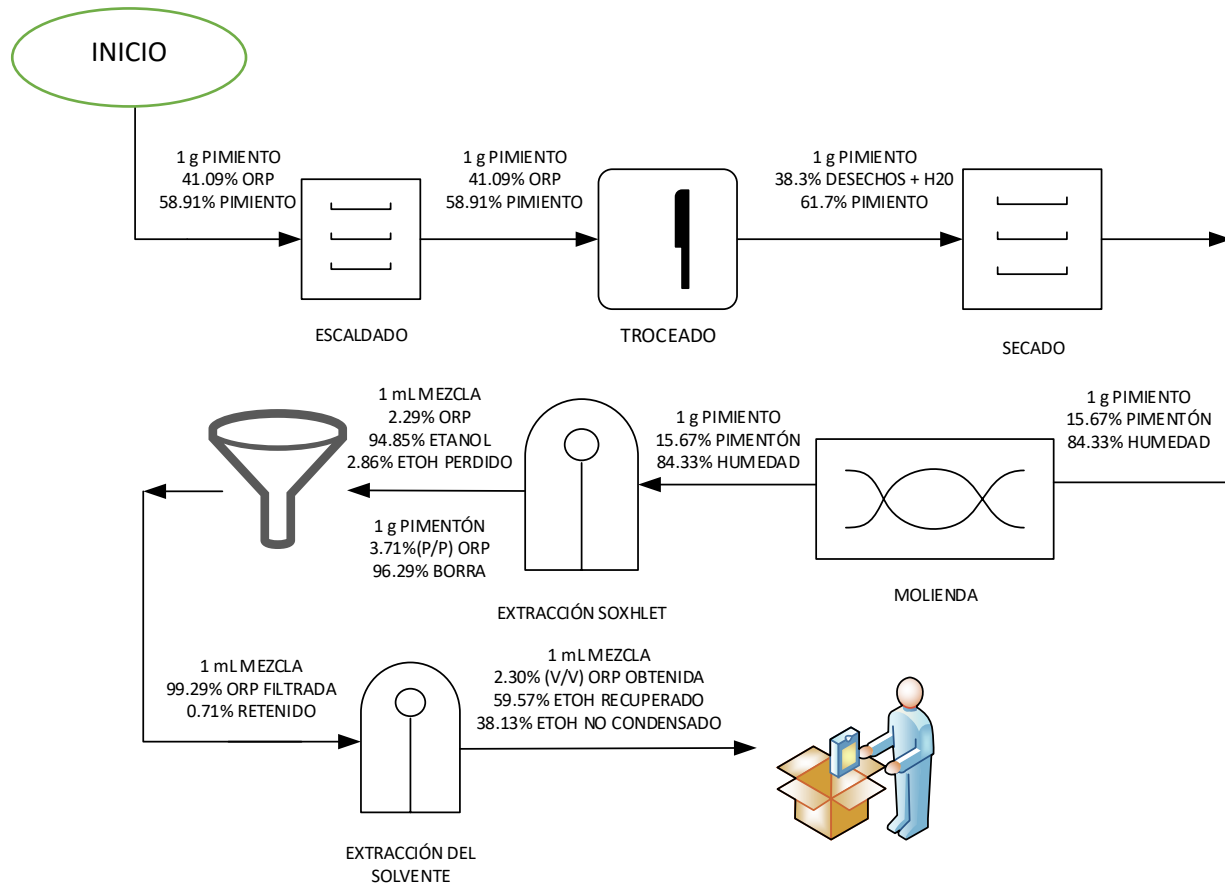 INICIO
1 g PIMIENTO
41.09% ORP
58.91% PIMIENTO
1 g PIMIENTO
41.09% ORP
58.91% PIMIENTO
1 g PIMIENTO
38.3% DESECHOS + H20
61.7% PIMIENTO
ESCALDADO
TROCEADO
SECADO
1 g PIMIENTO
15.67% PIMENTÓN
84.33% HUMEDAD
MOLIENDA
1 g PIMIENTO
15.67% PIMENTÓN
84.33% HUMEDAD
EXTRACCIÓN SOXHLET
1 mL MEZCLA
2.29% ORP
94.85% ETANOL
2.86% ETOH PERDIDO
1 g PIMENTÓN
3.71%(P/P) ORP
96.29% BORRA
1 mL MEZCLA
99.29% ORP FILTRADA
0.71% RETENIDO
EXTRACCIÓN DEL
SOLVENTE
1 mL MEZCLA
2.30% (V/V) ORP OBTENIDA
59.57% ETOH RECUPERADO
38.13% ETOH NO CONDENSADO